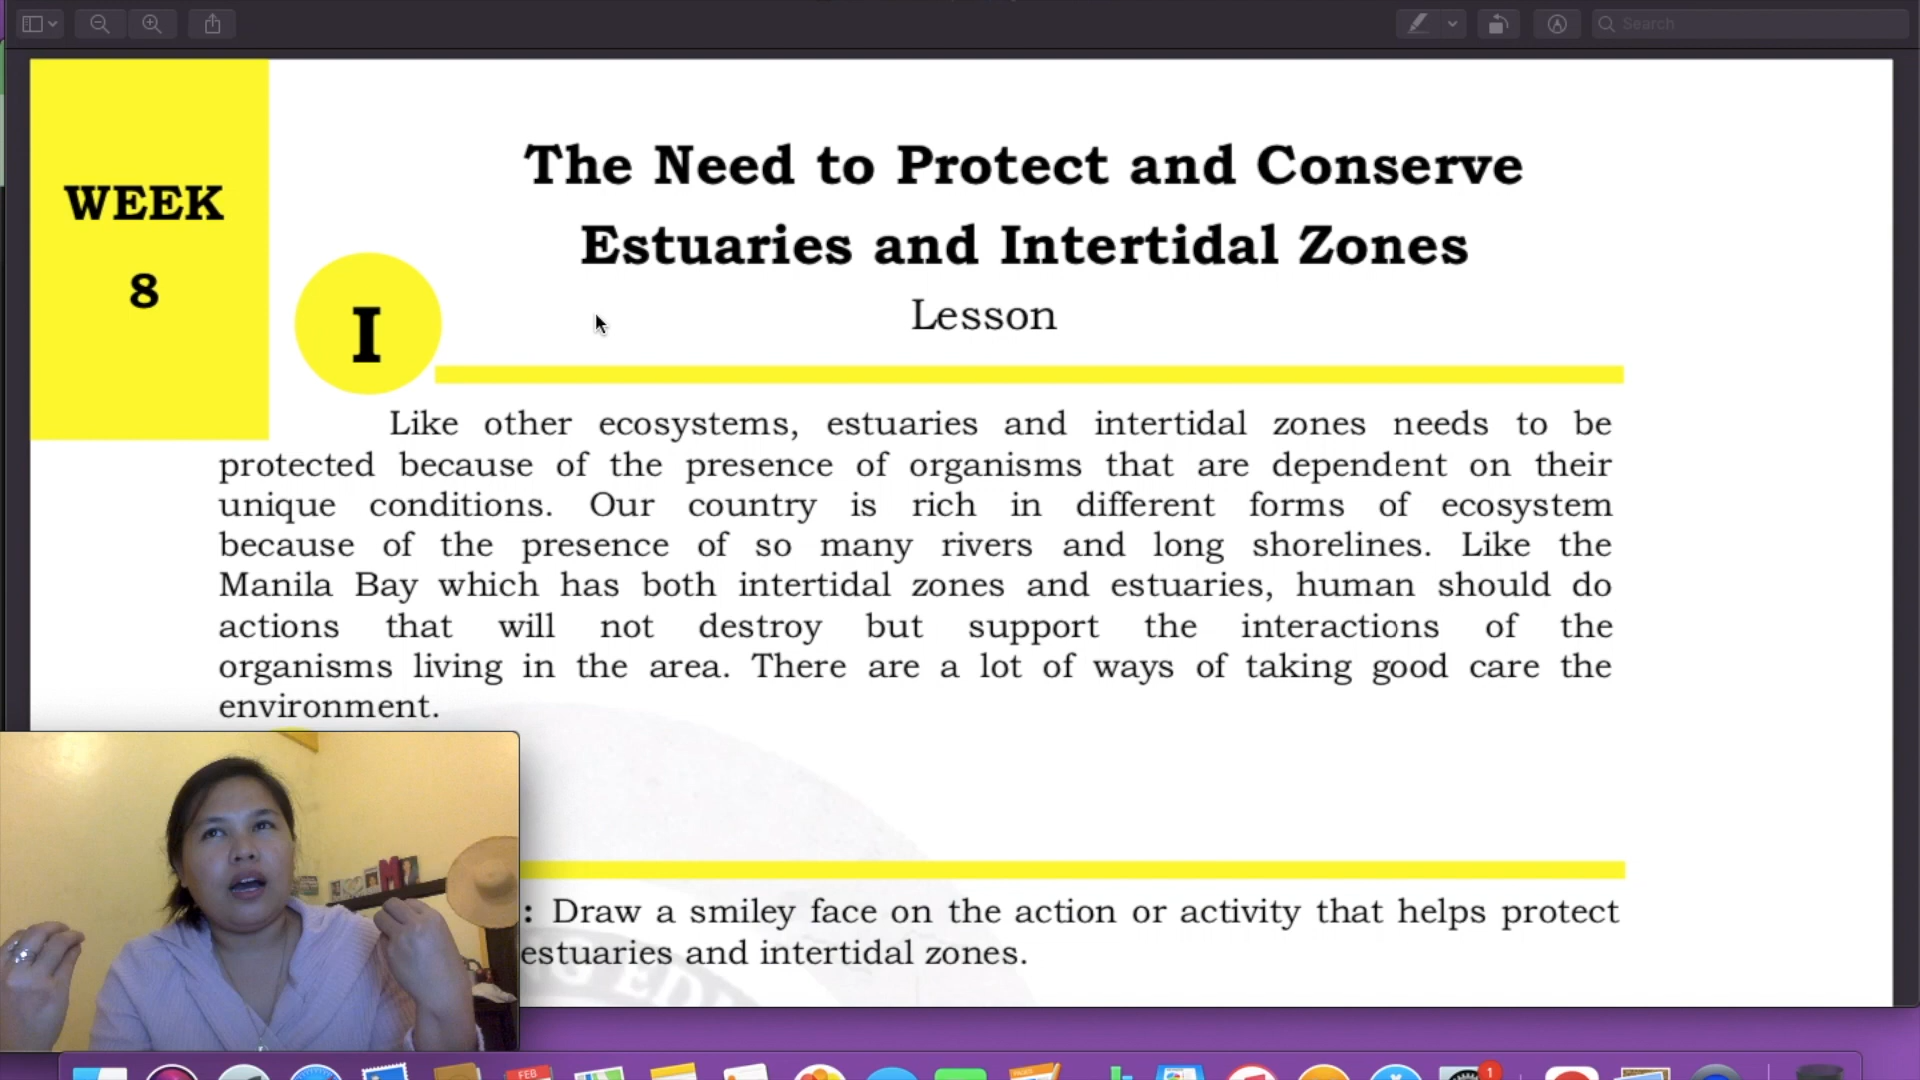 Search
WEEK
8
The Need to Protect and Conserve
Estuaries and Intertidal Zones
I
Lesson
Like other ecosystems, estuaries and intertidal zones needs to be
protected because of the presence of organisms that are dependent on their
unique conditions. Our country is rich in different forms of ecosystem
because of the presence of so many rivers and long shorelines. Like the
Manila Bay which has both intertidal zones and estuaries, human should do
actions that will not destroy but support the interactions of the
organisms living in the area. There are a lot of ways of taking good care the
environment.
: Draw a smiley face on the action or activity that helps protect
estuaries and intertidal zones.
M
FEB
PAGES
1